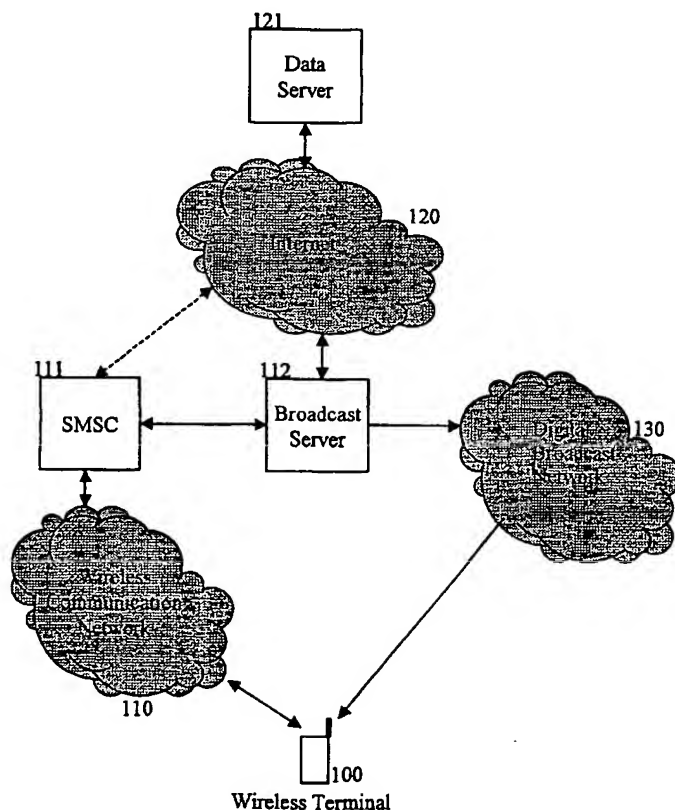 121
Data
Server
Internet
120
111
SMSC
112
Broadcast
Server
Digital
Broadcast
Network
130
Wireless
Communications
Network
110
100
Wireless Terminal